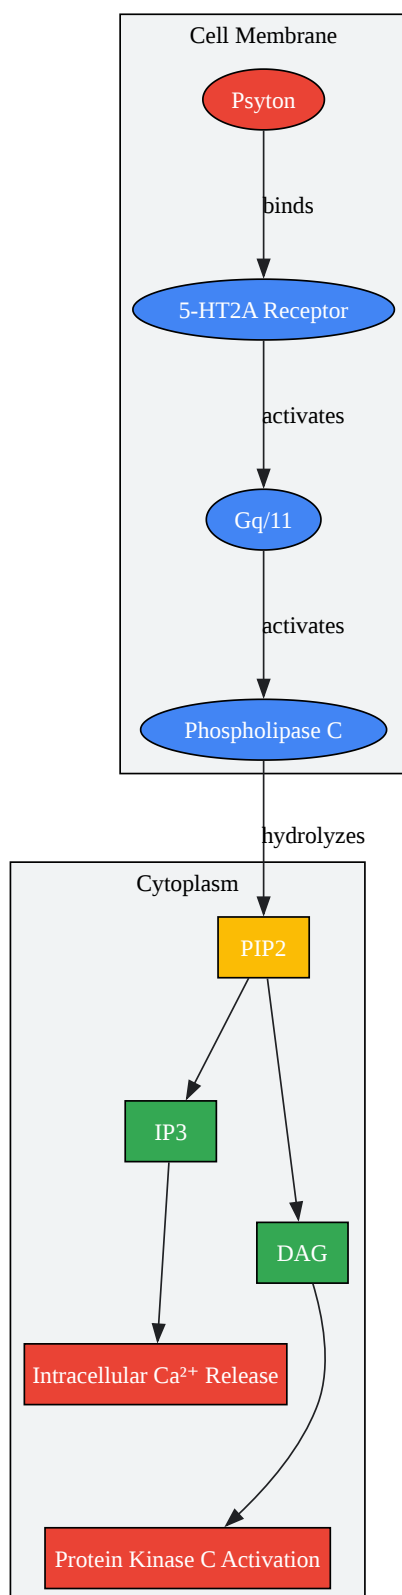 Cell Membrane
Psyton
binds
5-HT2A Receptor
activates
Gq/11
activates
Phospholipase C
hydrolyzes
Cytoplasm
PIP2
IP3
DAG
Intracellular Ca²⁺ Release
Protein Kinase C Activation